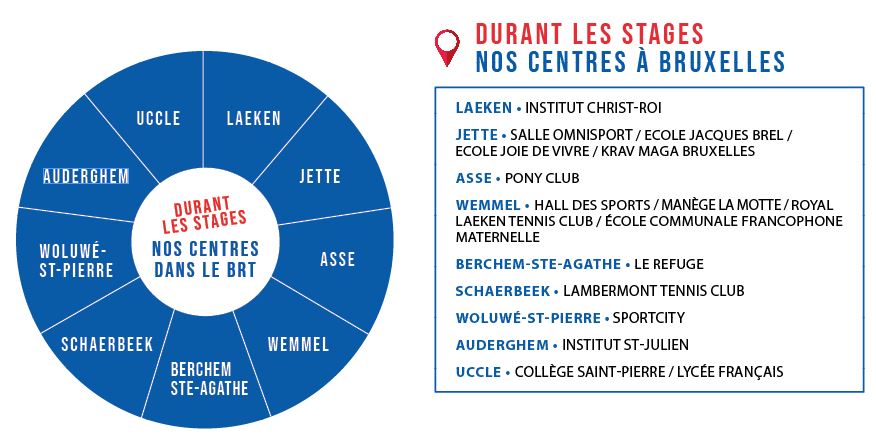 UCCLE
LAEKEN
AUDERGHEM
JETTE
WOLUWÉ-
ST-PIERRE
ASSE
SCHAERBEEK
WEMMEL
BERCHEM
STE-AGATHE
DURANT
LES STAGES
NOS CENTRES
DANS LE BRT
DURANT LES STAGES
NOS CENTRES À BRUXELLES
LAEKEN • INSTITUT CHRIST-ROI
JETTE • SALLE OMNISPORT / ECOLE JACQUES BREL /
ECOLE JOIE DE VIVRE / KRAV MAGA BRUXELLES
ASSE • PONY CLUB
WEMMEL • HALL DES SPORTS / MANÈGE LA MOTTE / ROYAL
LAEKEN TENNIS CLUB / ÉCOLE COMMUNALE FRANCOPHONE
MATERNELLE
BERCHEM-STE-AGATHE • LE REFUGE
SCHAERBEEK • LAMBERMONT TENNIS CLUB
WOLUWÉ-ST-PIERRE • SPORTCITY
AUDERGHEM • INSTITUT ST-JULIEN
UCCLE • COLLÈGE SAINT-PIERRE / LYCÉE FRANÇAIS